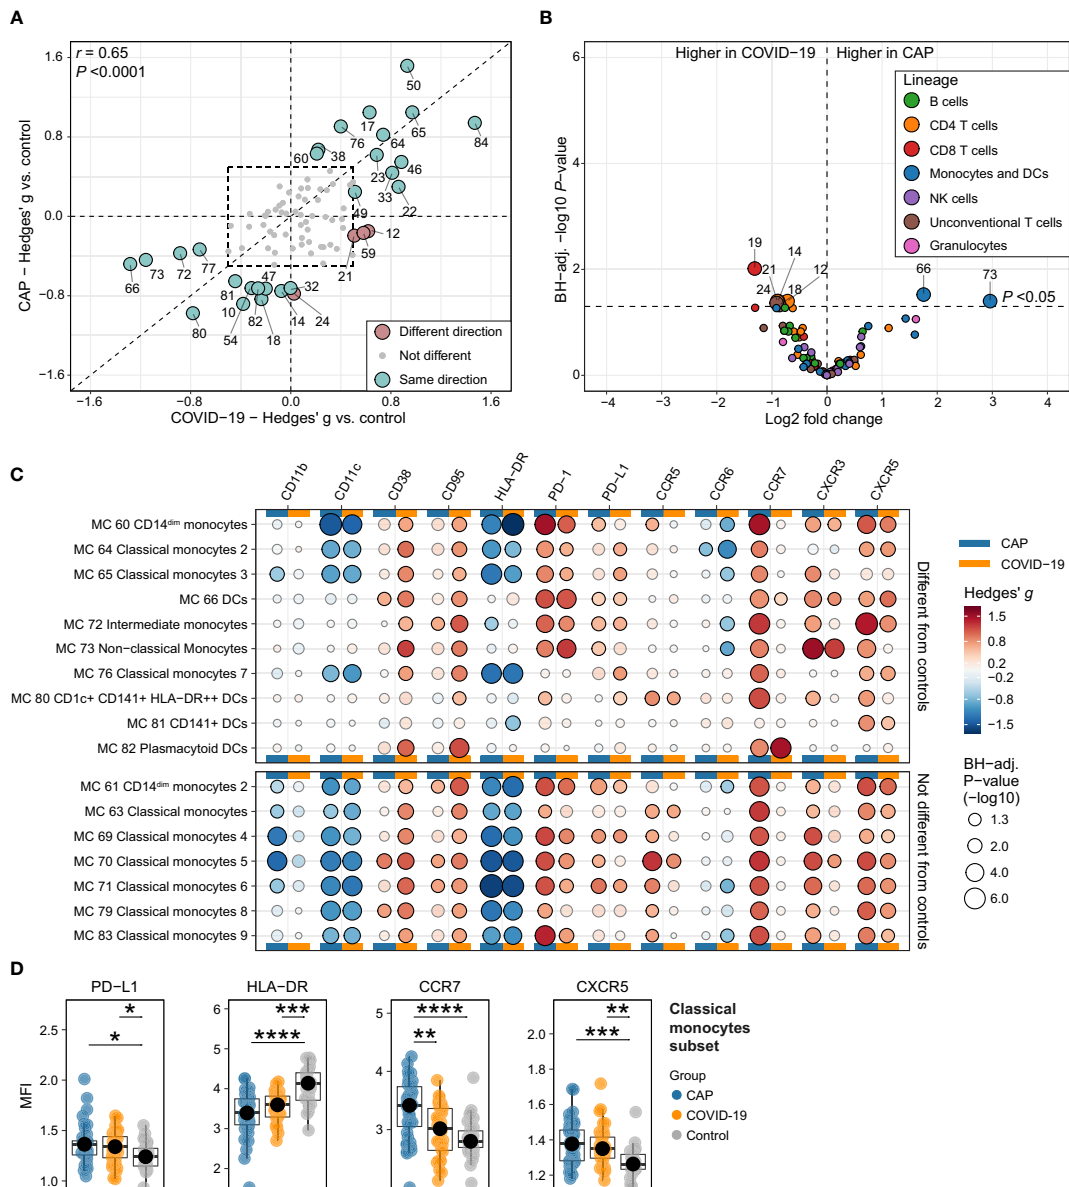 A
r = 0.65
P <0.0001
CAP − Hedges' g vs. control
1.6
0.8
0.0
−0.8
−1.6
50
17
65
84
76
64
60
38
23
46
33
22
49
12
59
21
66
73
72
77
81
47
32
10
54
82
18
14
24
80
Different direction
Not different
Same direction
−1.6
−0.8
0.0
0.8
1.6
COVID−19 − Hedges' g vs. control
B
Higher in COVID−19
Higher in CAP
BH−adj. −log10 P−value
6
4
2
0
Lineage
B cells
CD4 T cells
CD8 T cells
Monocytes and DCs
NK cells
Unconventional T cells
Granulocytes
19
14
21
12
24
18
66
73
P <0.05
−4
−3
−2
−1
0
1
2
3
4
Log2 fold change
C
CD11b
CD11c
CD38
CD95
HLA−DR
PD−1
PD−L1
CCR5
CCR6
CCR7
CXCR3
CXCR5
MC 60 CD14dim monocytes
MC 64 Classical monocytes 2
MC 65 Classical monocytes 3
MC 66 DCs
MC 72 Intermediate monocytes
MC 73 Non−classical Monocytes
MC 76 Classical monocytes 7
MC 80 CD1c+ CD141+ HLA−DR++ DCs
MC 81 CD141+ DCs
MC 82 Plasmacytoid DCs
Different from controls
MC 61 CD14dim monocytes 2
MC 63 Classical monocytes
MC 69 Classical monocytes 4
MC 70 Classical monocytes 5
MC 71 Classical monocytes 6
MC 79 Classical monocytes 8
MC 83 Classical monocytes 9
Not different from controls
CAP
COVID−19
Hedges' g
1.5
0.8
0.2
−0.2
−0.8
−1.5
BH−adj.
P−value
(−log10)
1.3
2.0
4.0
6.0
D
PD−L1
MFI
2.5
2.0
1.5
1.0
*
*
HLA−DR
6
5
4
3
2
***
****
CCR7
5
4
3
2
****
**
CXCR5
2.0
1.8
1.6
1.4
1.2
**
***
Classical
monocytes
subset
Group
CAP
COVID−19
Control